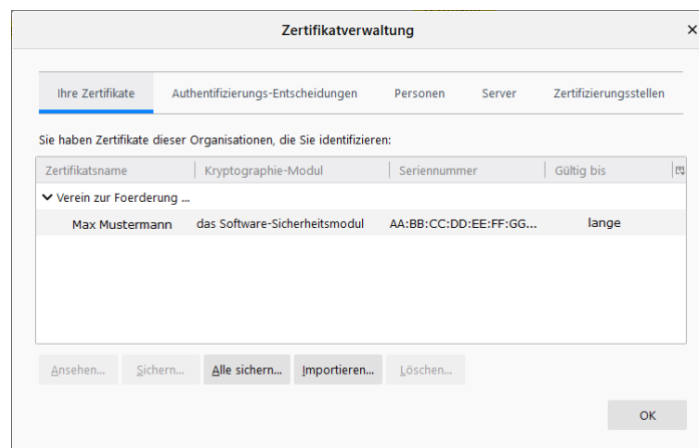 Zertifikatverwaltung
Ihre Zertifikate Authentifizierungs-Entscheidungen Personen Server Zertifizierungsstellen
Sie haben Zertifikate dieser Organisationen, die Sie identifizieren:
Zertifikatsname Kryptographie-Modul Seriennummer Gültig bis
Verein zur Foerderung ...
Max Mustermann das Software-Sicherheitsmodul AA:BB:CC:DD:EE:FF:GG... lange
Ansehen... Sichern... Alle sichern... Importieren... Löschen...
OK